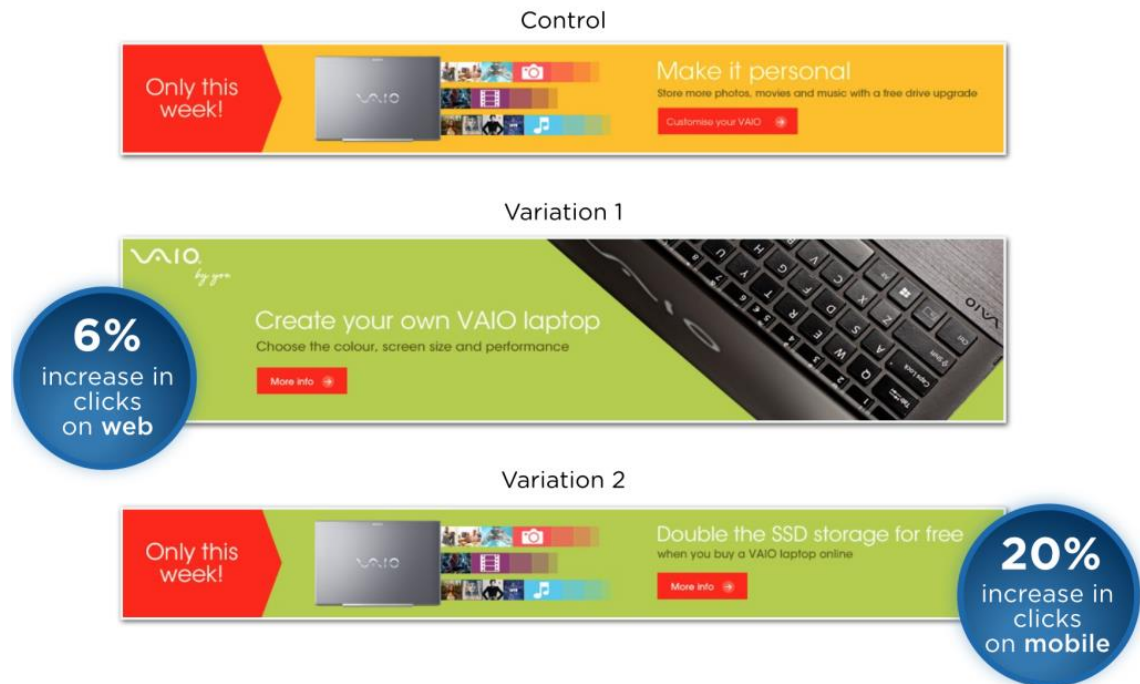 Control
Only this
week!
VAIO
Make it personal
Store more photos, movies and music with a free drive upgrade
Customise your VAIO
Variation 1
VAIO
by you
Create your own VAIO laptop
Choose the colour, screen size and performance
More info
VAIO
6%
increase in
clicks
on web
Variation 2
Only this
week!
VAIO
Double the SSD storage for free
when you buy a VAIO laptop online
More info
20%
increase in
clicks
on mobile